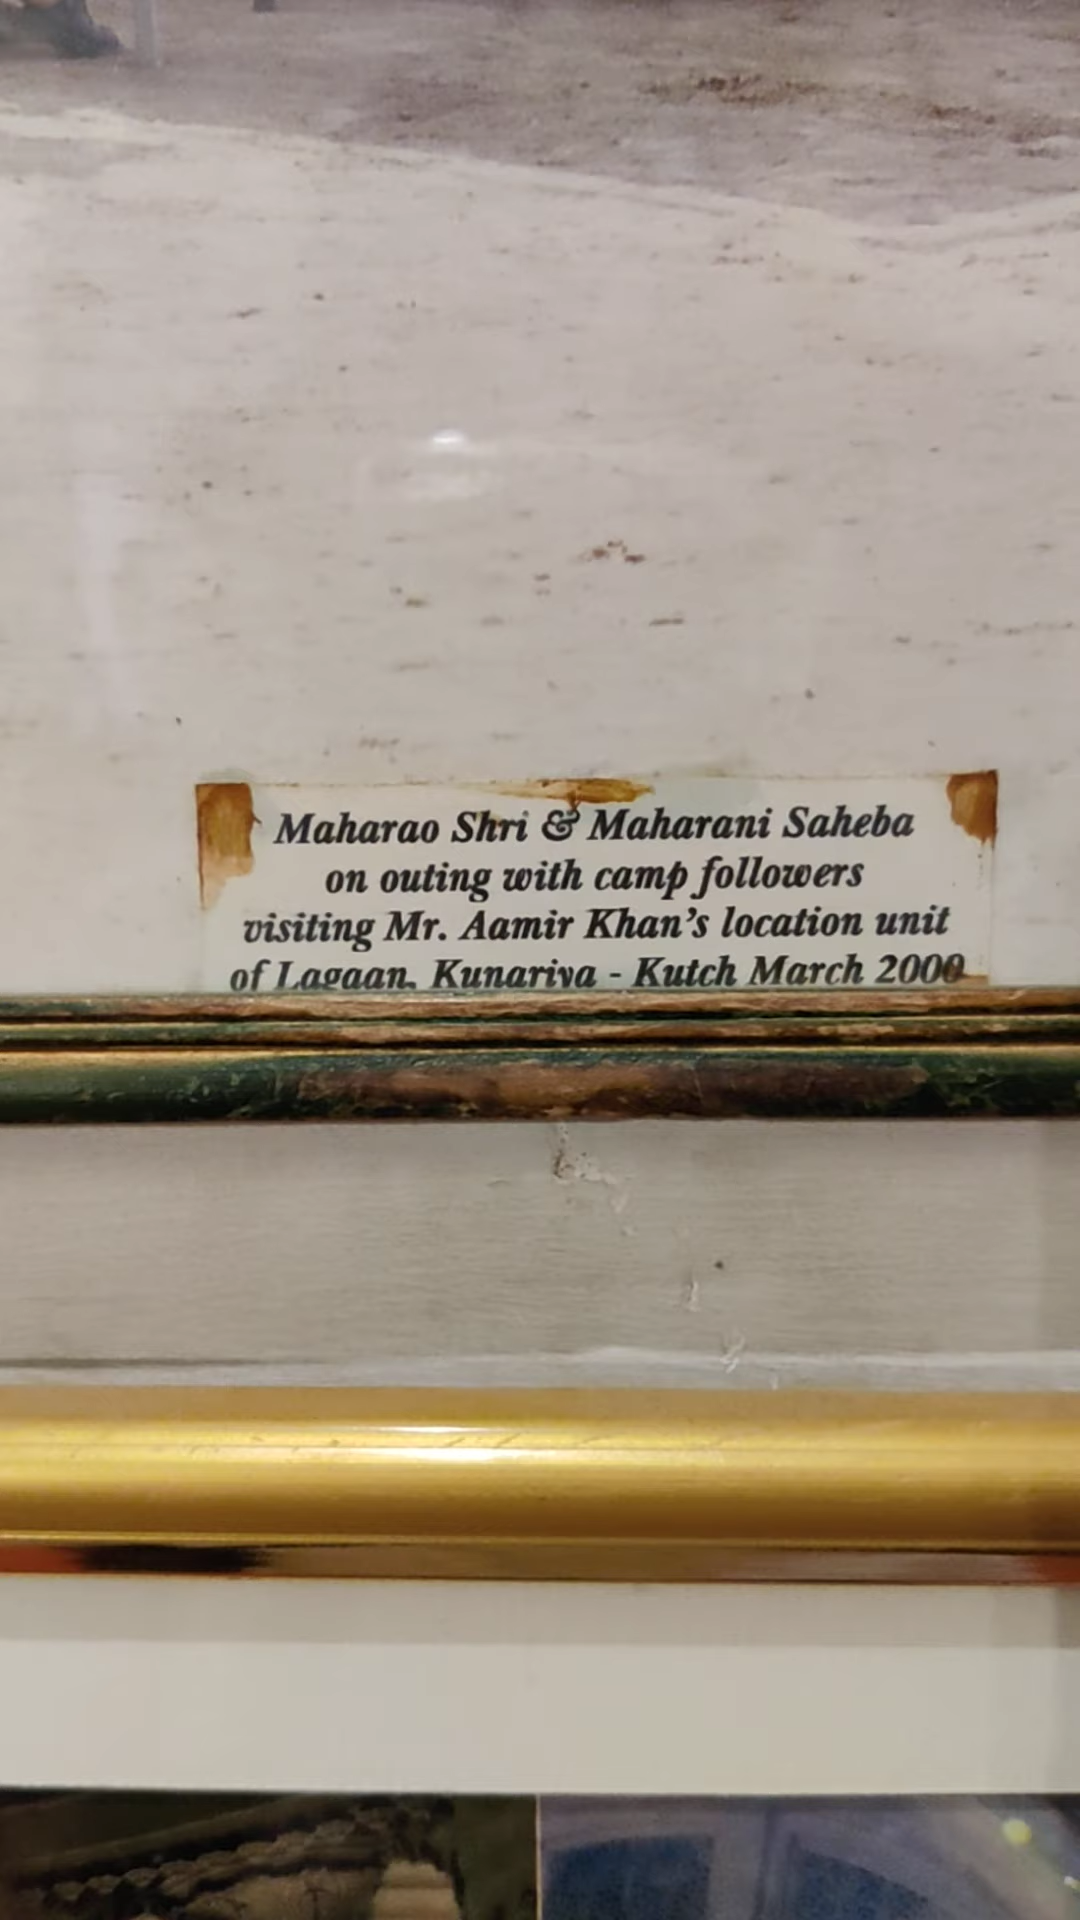 Maharao Shri & Maharani Saheba
on outing with camp followers
visiting Mr. Aamir Khan's location unit
of Lagaan, Kunariya - Kutch March 2000